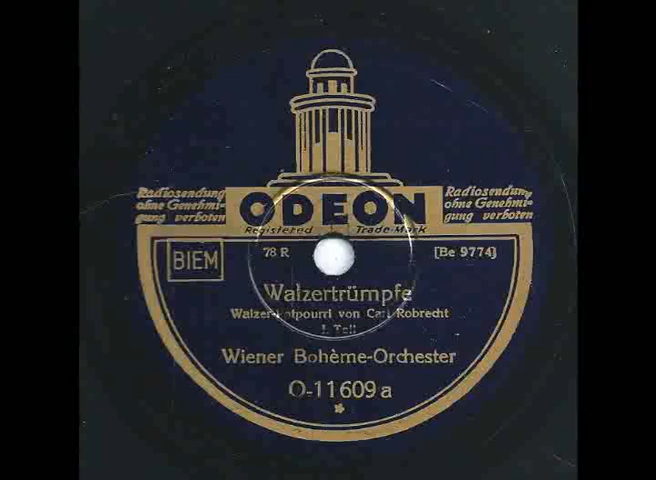 Radiosendung
ohne Genehmi-
gung verboten
ODEON
Registered Trade-Mark
Radiosendung
ohne Genehmi-
gung verboten
BIEM
78 R
[Be 9774]
Walzertrümpfe
Walzer-Potpourri von Carl Robrecht
I. Teil
Wiener Bohème-Orchester
O-11609 a